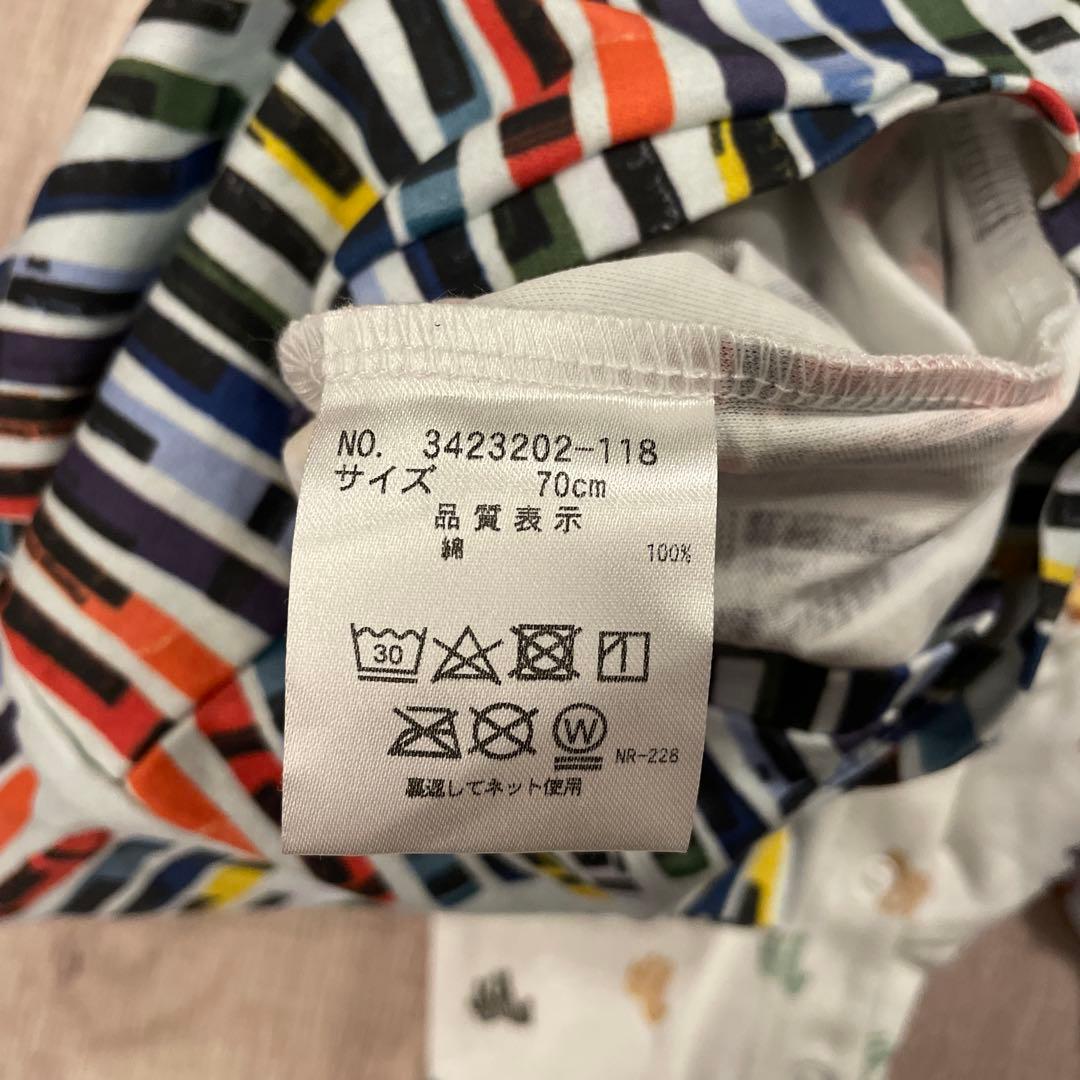 NO. 3423202-118
サイズ 70cm
品質表示
綿 100%
30
W
NR-228
裏返してネット使用